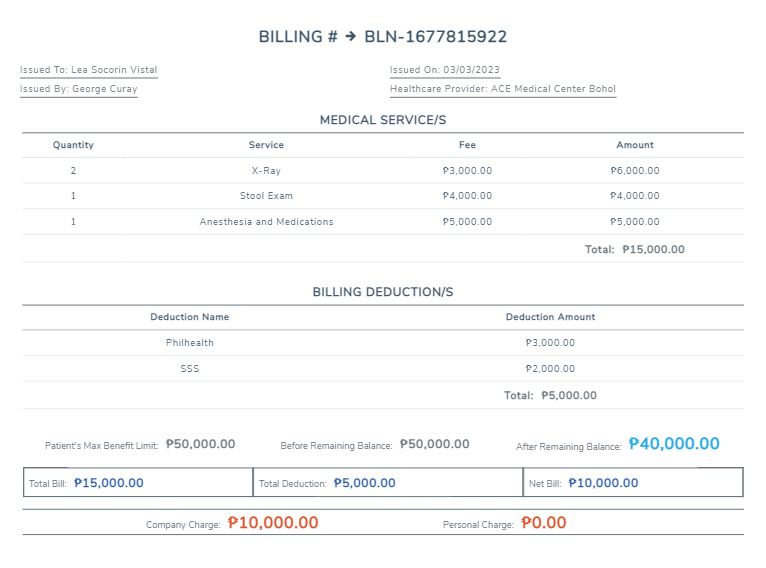 BILLING # → BLN-1677815922
Issued To: Lea Socorin Vistal Issued On: 03/03/2023
Issued By: George Curay Healthcare Provider: ACE Medical Center Bohol
MEDICAL SERVICE/S
Quantity Service Fee Amount
2 X-Ray ₱3,000.00 ₱6,000.00
1 Stool Exam ₱4,000.00 ₱4,000.00
1 Anesthesia and Medications ₱5,000.00 ₱5,000.00
Total: ₱15,000.00
BILLING DEDUCTION/S
Deduction Name Deduction Amount
Philhealth ₱3,000.00
SSS ₱2,000.00
Total: ₱5,000.00
Patient's Max Benefit Limit: ₱50,000.00 Before Remaining Balance: ₱50,000.00 After Remaining Balance: ₱40,000.00
Total Bill: ₱15,000.00 Total Deduction: ₱5,000.00 Net Bill: ₱10,000.00
Company Charge: ₱10,000.00 Personal Charge: ₱0.00